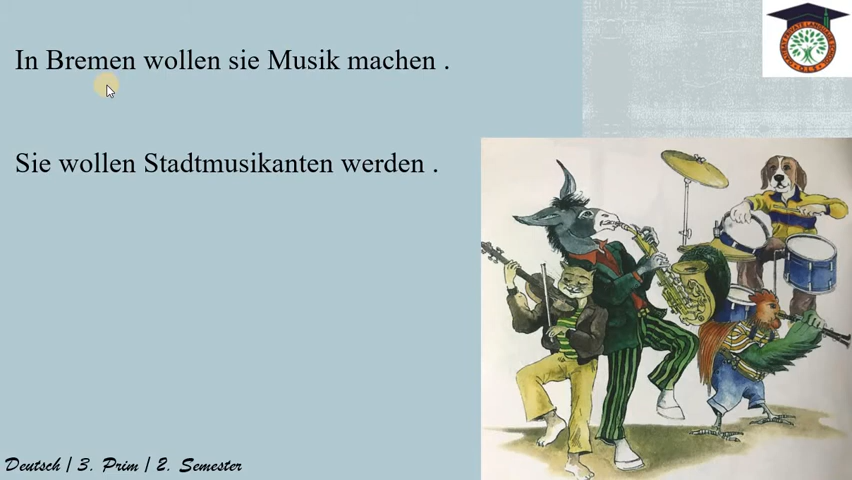 In Bremen wollen sie Musik machen .
Sie wollen Stadtmusikanten werden .
Deutsch | 3. Prim | 2. Semester